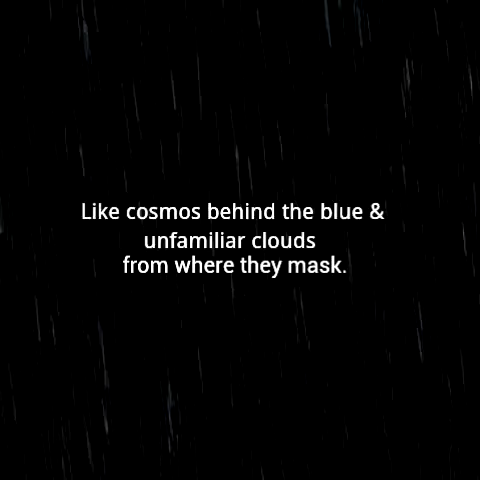 Like cosmos behind the blue &
unfamiliar clouds
from where they mask.